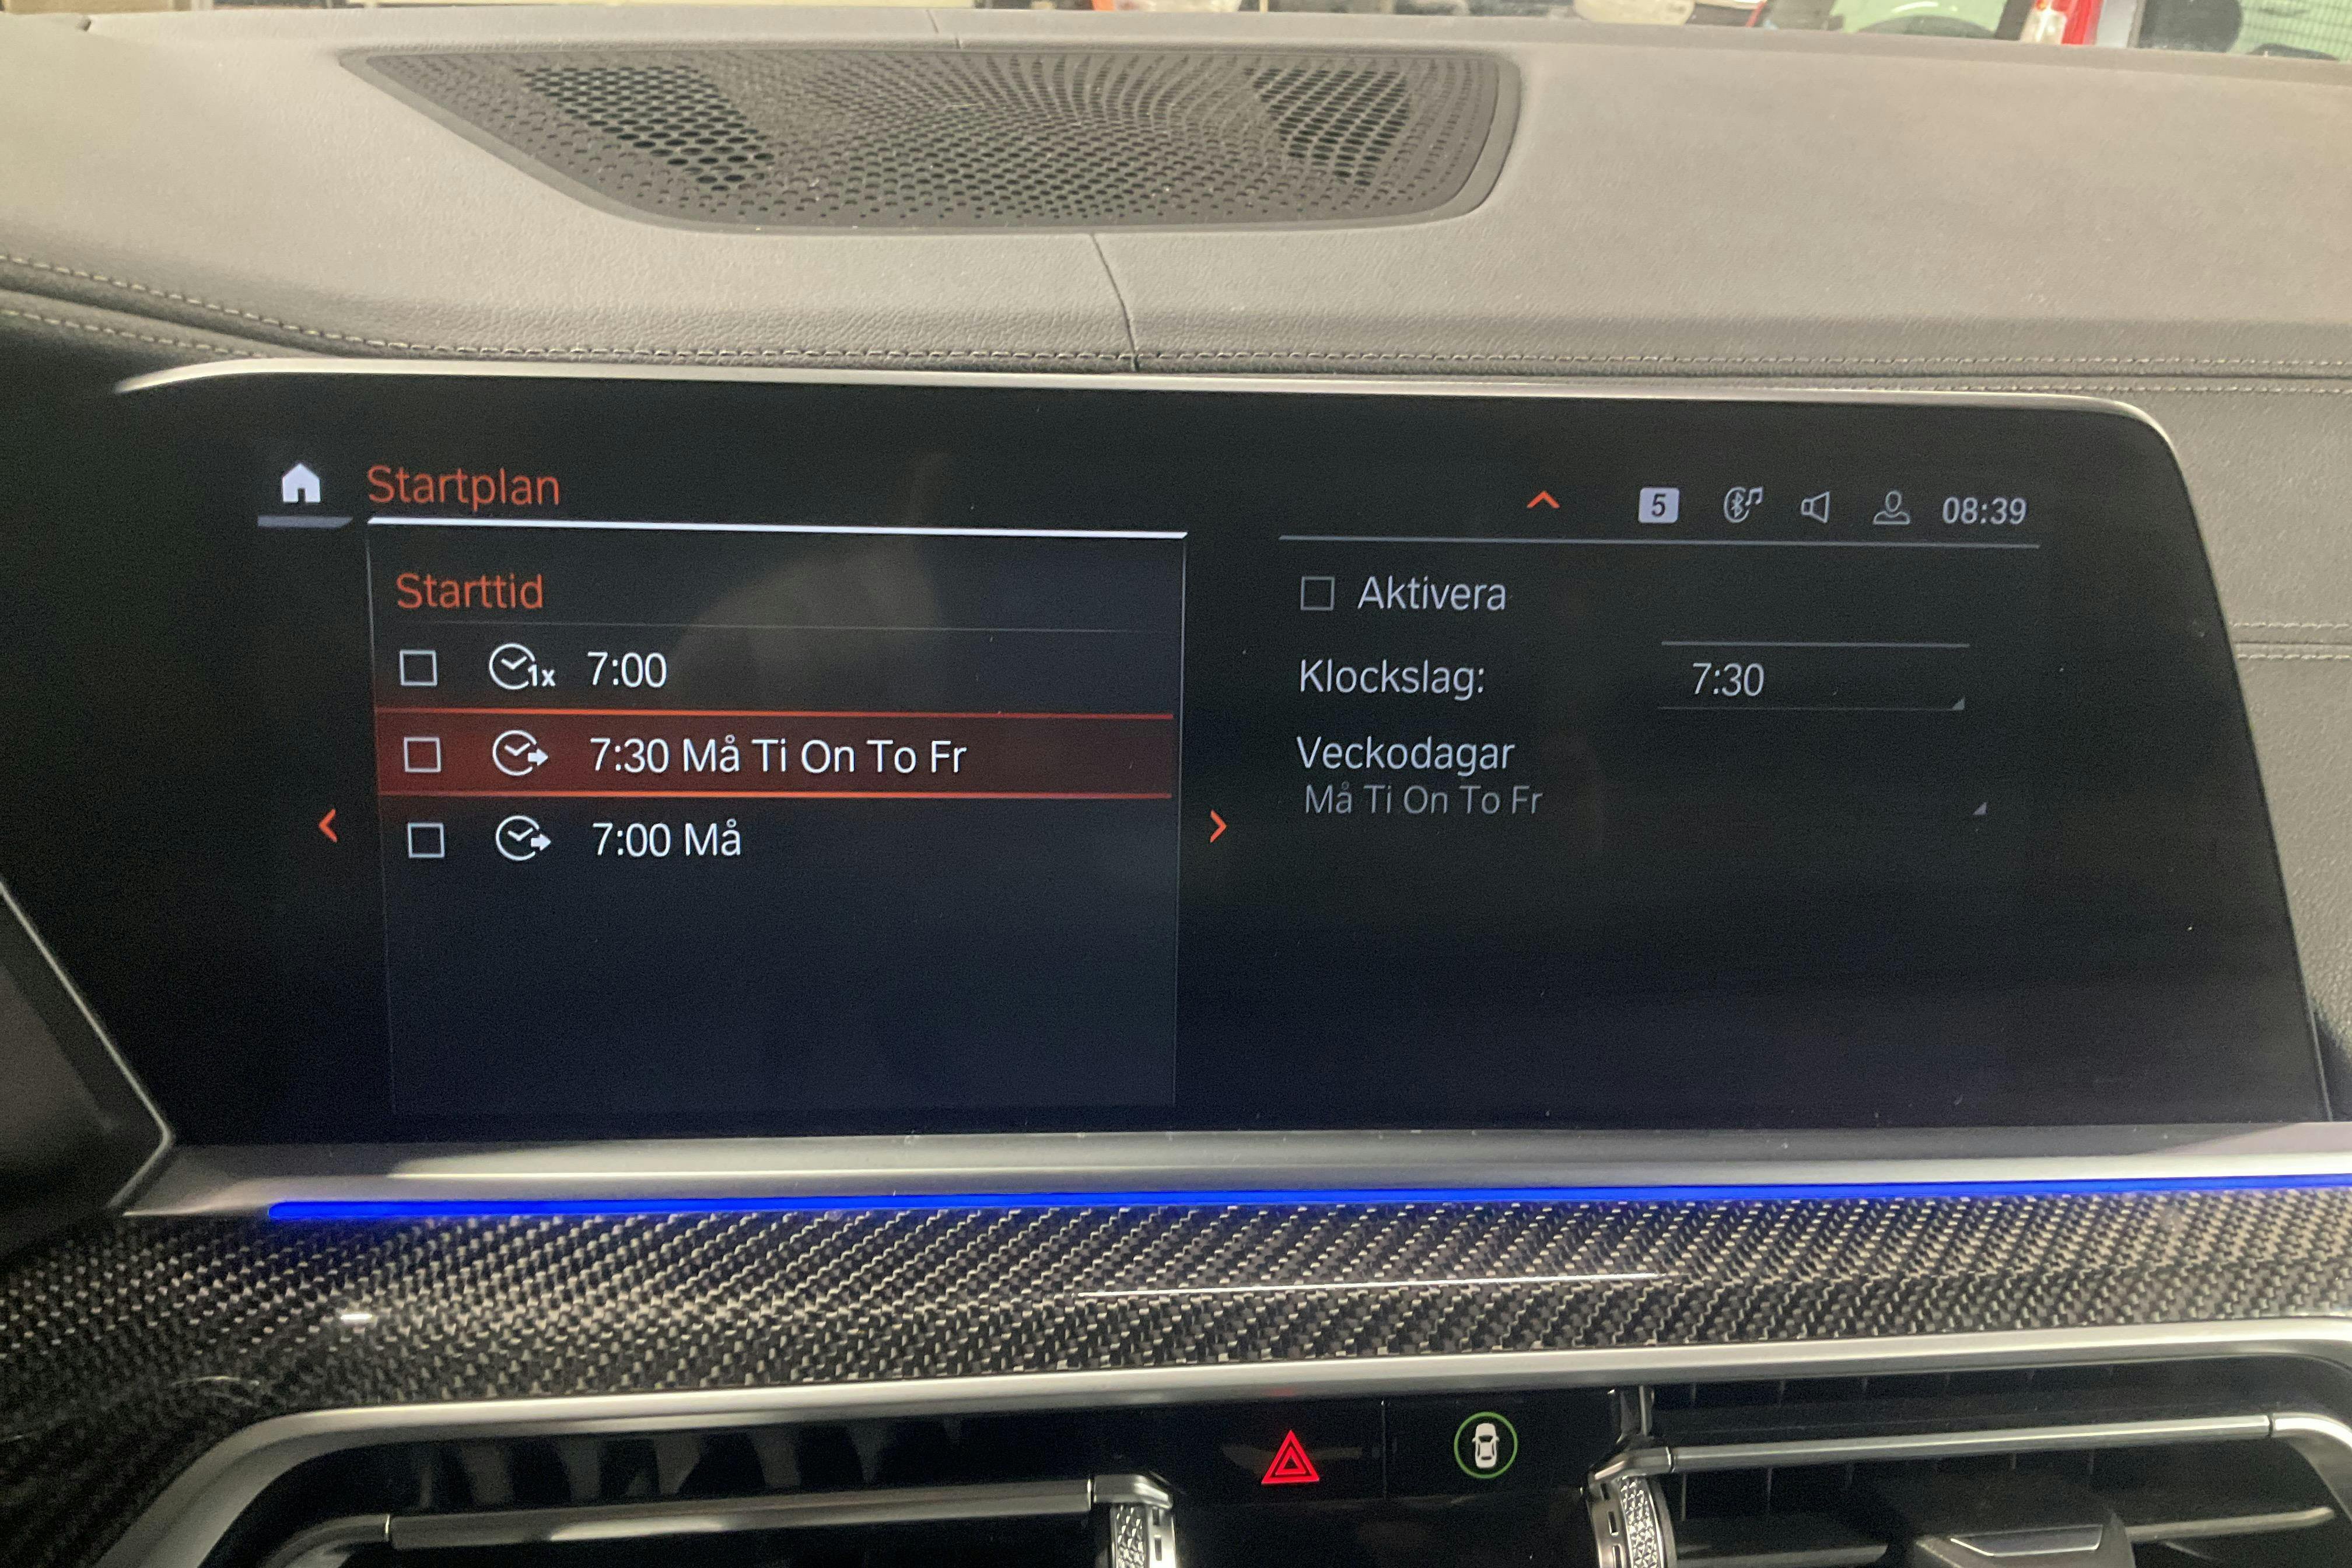 Startplan
5 08:39
Starttid
1x 7:00
7:30 Må Ti On To Fr
7:00 Må
Aktivera
Klockslag: 7:30
Veckodagar
Må Ti On To Fr